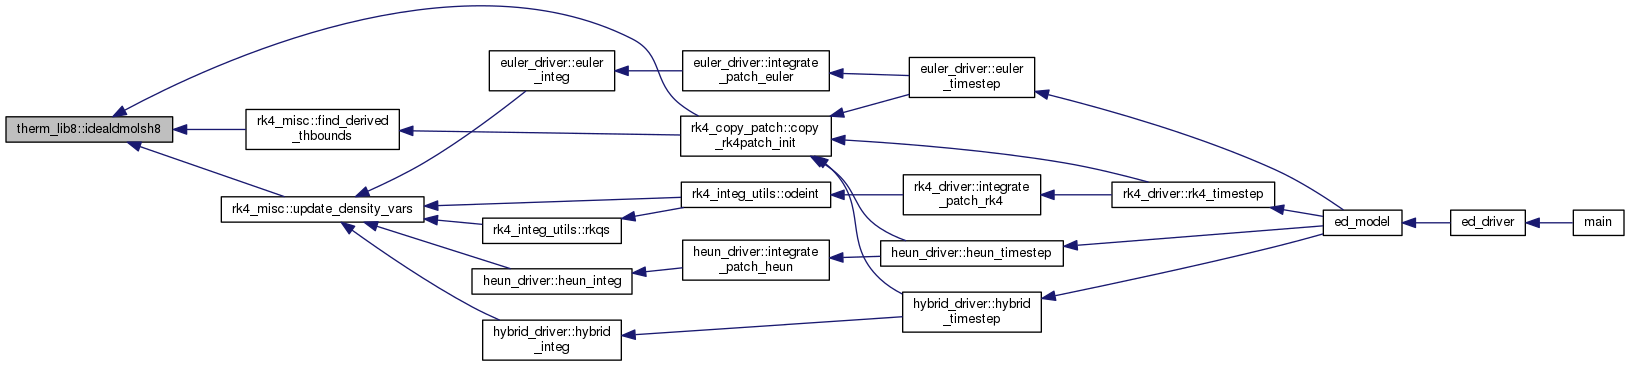 therm_lib8::idealdmolsh8
rk4_misc::find_derived
_thbounds
rk4_misc::update_density_vars
euler_driver::euler
_integ
rk4_integ_utils::rkqs
heun_driver::heun_integ
hybrid_driver::hybrid
_integ
euler_driver::integrate
_patch_euler
rk4_copy_patch::copy
_rk4patch_init
rk4_integ_utils::odeint
heun_driver::integrate
_patch_heun
euler_driver::euler
_timestep
rk4_driver::integrate
_patch_rk4
heun_driver::heun_timestep
hybrid_driver::hybrid
_timestep
rk4_driver::rk4_timestep
ed_model
ed_driver
main